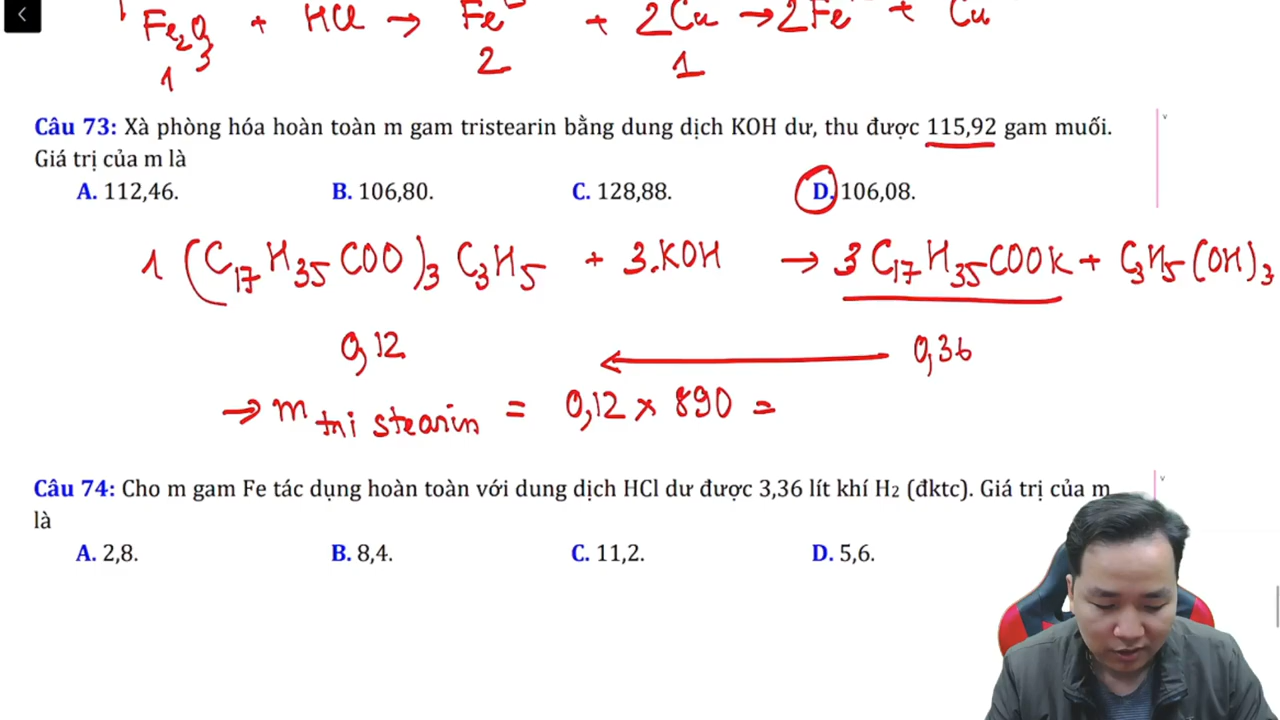 Fe₂O₃ + HCl → Fe + 2Cu → 2Fe + Cu
1 2 1
Câu 73: Xà phòng hóa hoàn toàn m gam tristearin bằng dung dịch KOH dư, thu được 115,92 gam muối.
Giá trị của m là
A. 112,46. B. 106,80. C. 128,88. D. 106,08.
1 (C₁₇H₃₅COO)₃C₃H₅ + 3.KOH → 3C₁₇H₃₅COOK + C₃H₅(OH)₃
0,12 ← 0,36
→ m tri stearin = 0,12 × 890 =
Câu 74: Cho m gam Fe tác dụng hoàn toàn với dung dịch HCl dư được 3,36 lít khí H₂ (đktc). Giá trị của m
là
A. 2,8. B. 8,4. C. 11,2. D. 5,6.